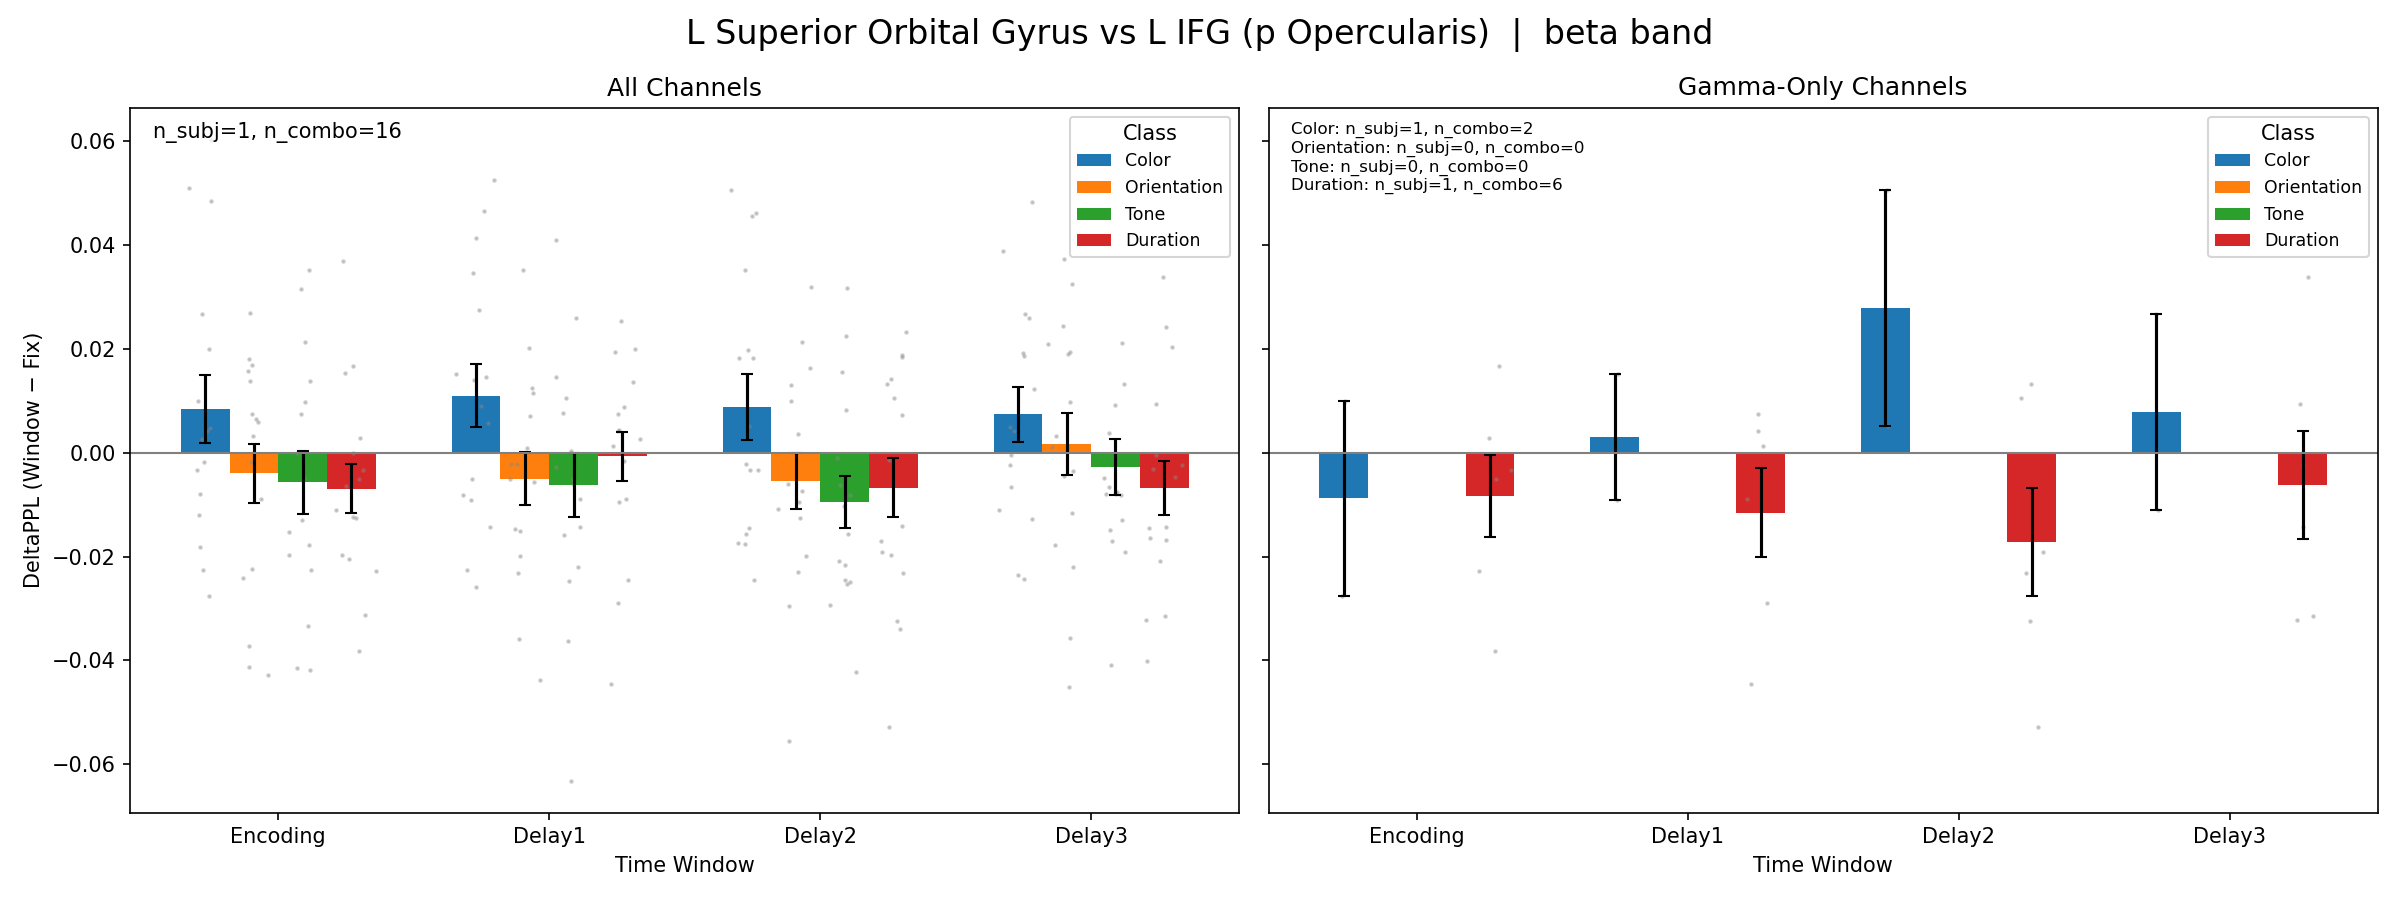 L Superior Orbital Gyrus vs L IFG (p Opercularis)  |  beta band
All Channels
n_subj=1, n_combo=16
Class
Color
Orientation
Tone
Duration
DeltaPPL (Window − Fix)
0.06
0.04
0.02
0.00
−0.02
−0.04
−0.06
Encoding
Delay1
Delay2
Delay3
Time Window
Gamma-Only Channels
Color: n_subj=1, n_combo=2
Orientation: n_subj=0, n_combo=0
Tone: n_subj=0, n_combo=0
Duration: n_subj=1, n_combo=6
Class
Color
Orientation
Tone
Duration
Encoding
Delay1
Delay2
Delay3
Time Window